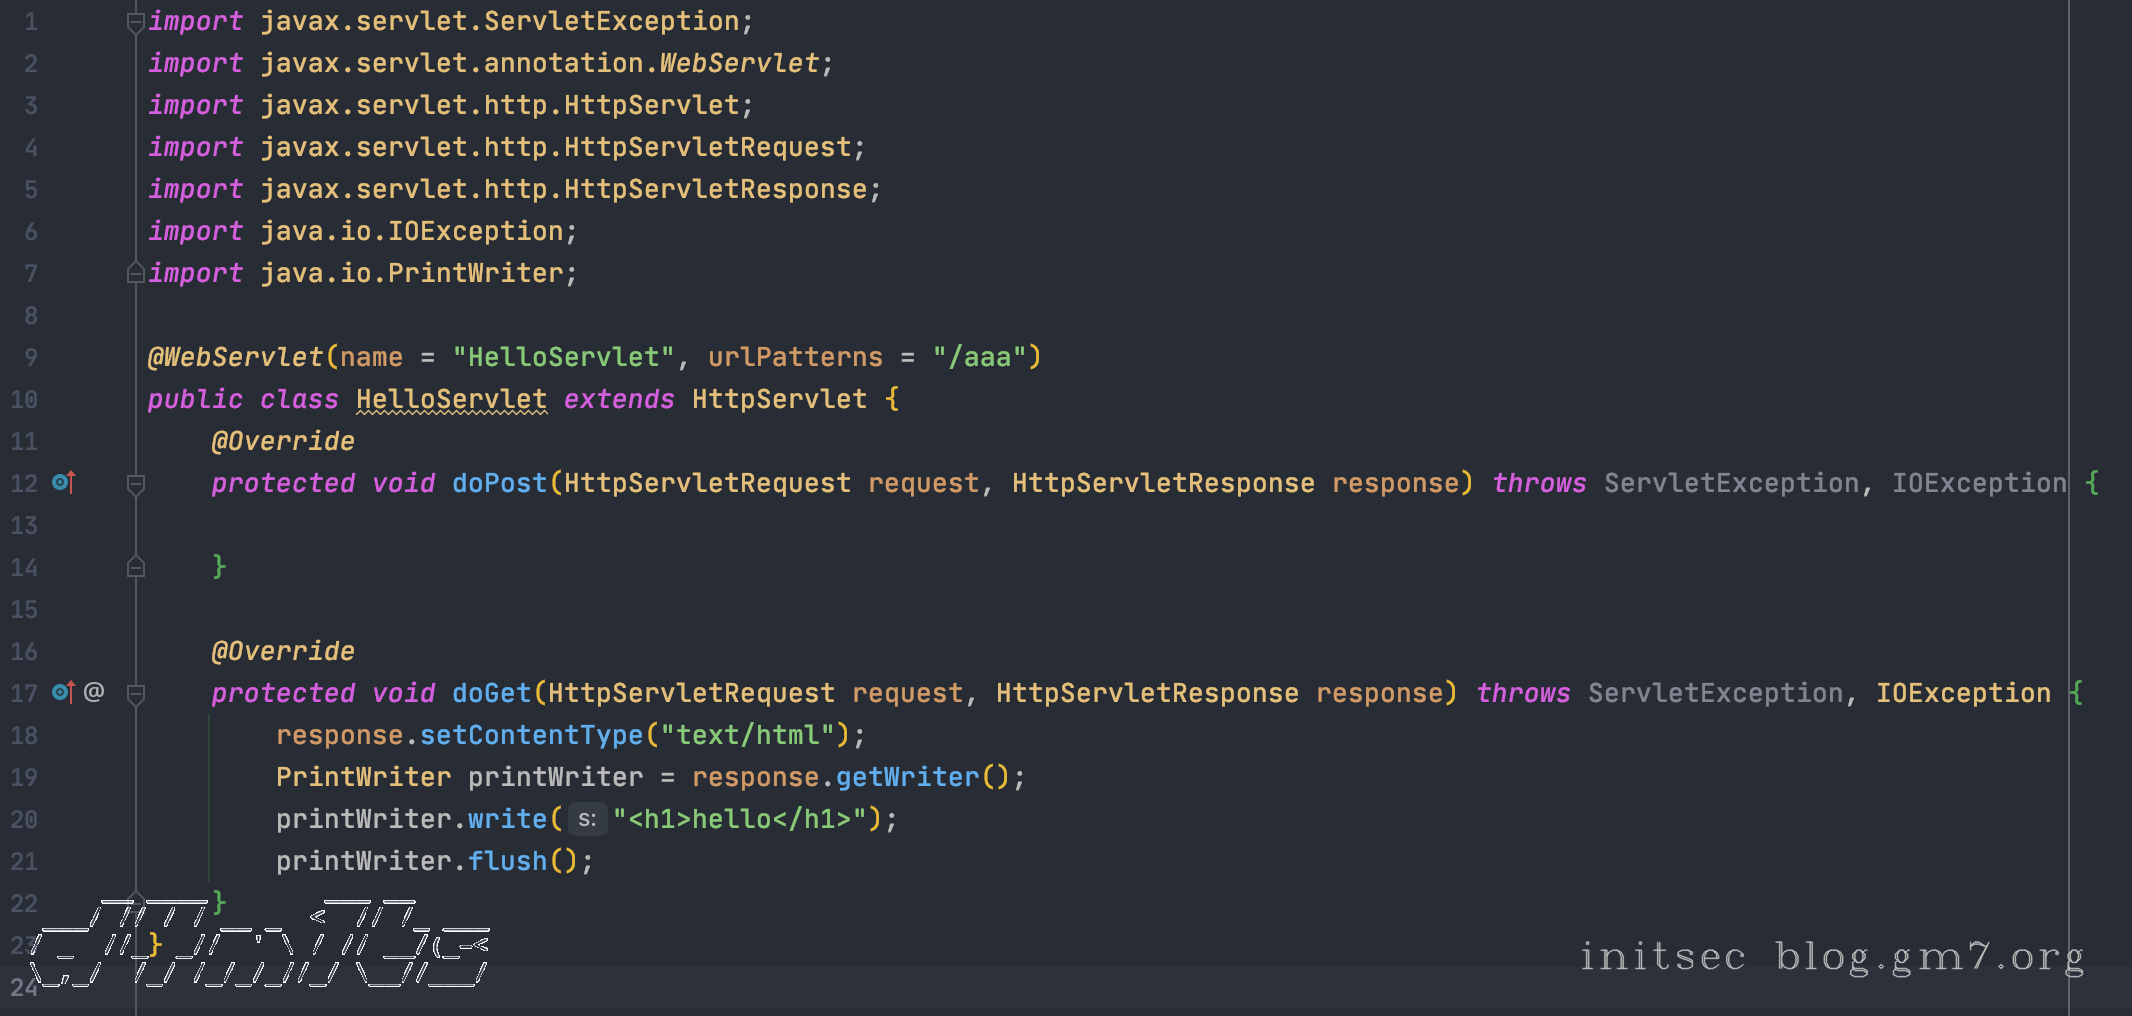 1 import javax.servlet.ServletException;
2 import javax.servlet.annotation.WebServlet;
3 import javax.servlet.http.HttpServlet;
4 import javax.servlet.http.HttpServletRequest;
5 import javax.servlet.http.HttpServletResponse;
6 import java.io.IOException;
7 import java.io.PrintWriter;
8
9 @WebServlet(name = "HelloServlet", urlPatterns = "/aaa")
10 public class HelloServlet extends HttpServlet {
11 @Override
12 protected void doPost(HttpServletRequest request, HttpServletResponse response) throws ServletException, IOException {
13
14 }
15
16 @Override
17 @ protected void doGet(HttpServletRequest request, HttpServletResponse response) throws ServletException, IOException {
18 response.setContentType("text/html");
19 PrintWriter printWriter = response.getWriter();
20 printWriter.write( s: "<h1>hello</h1>");
21 printWriter.flush();
22 }
23 }
24
initsec blog.gm7.org